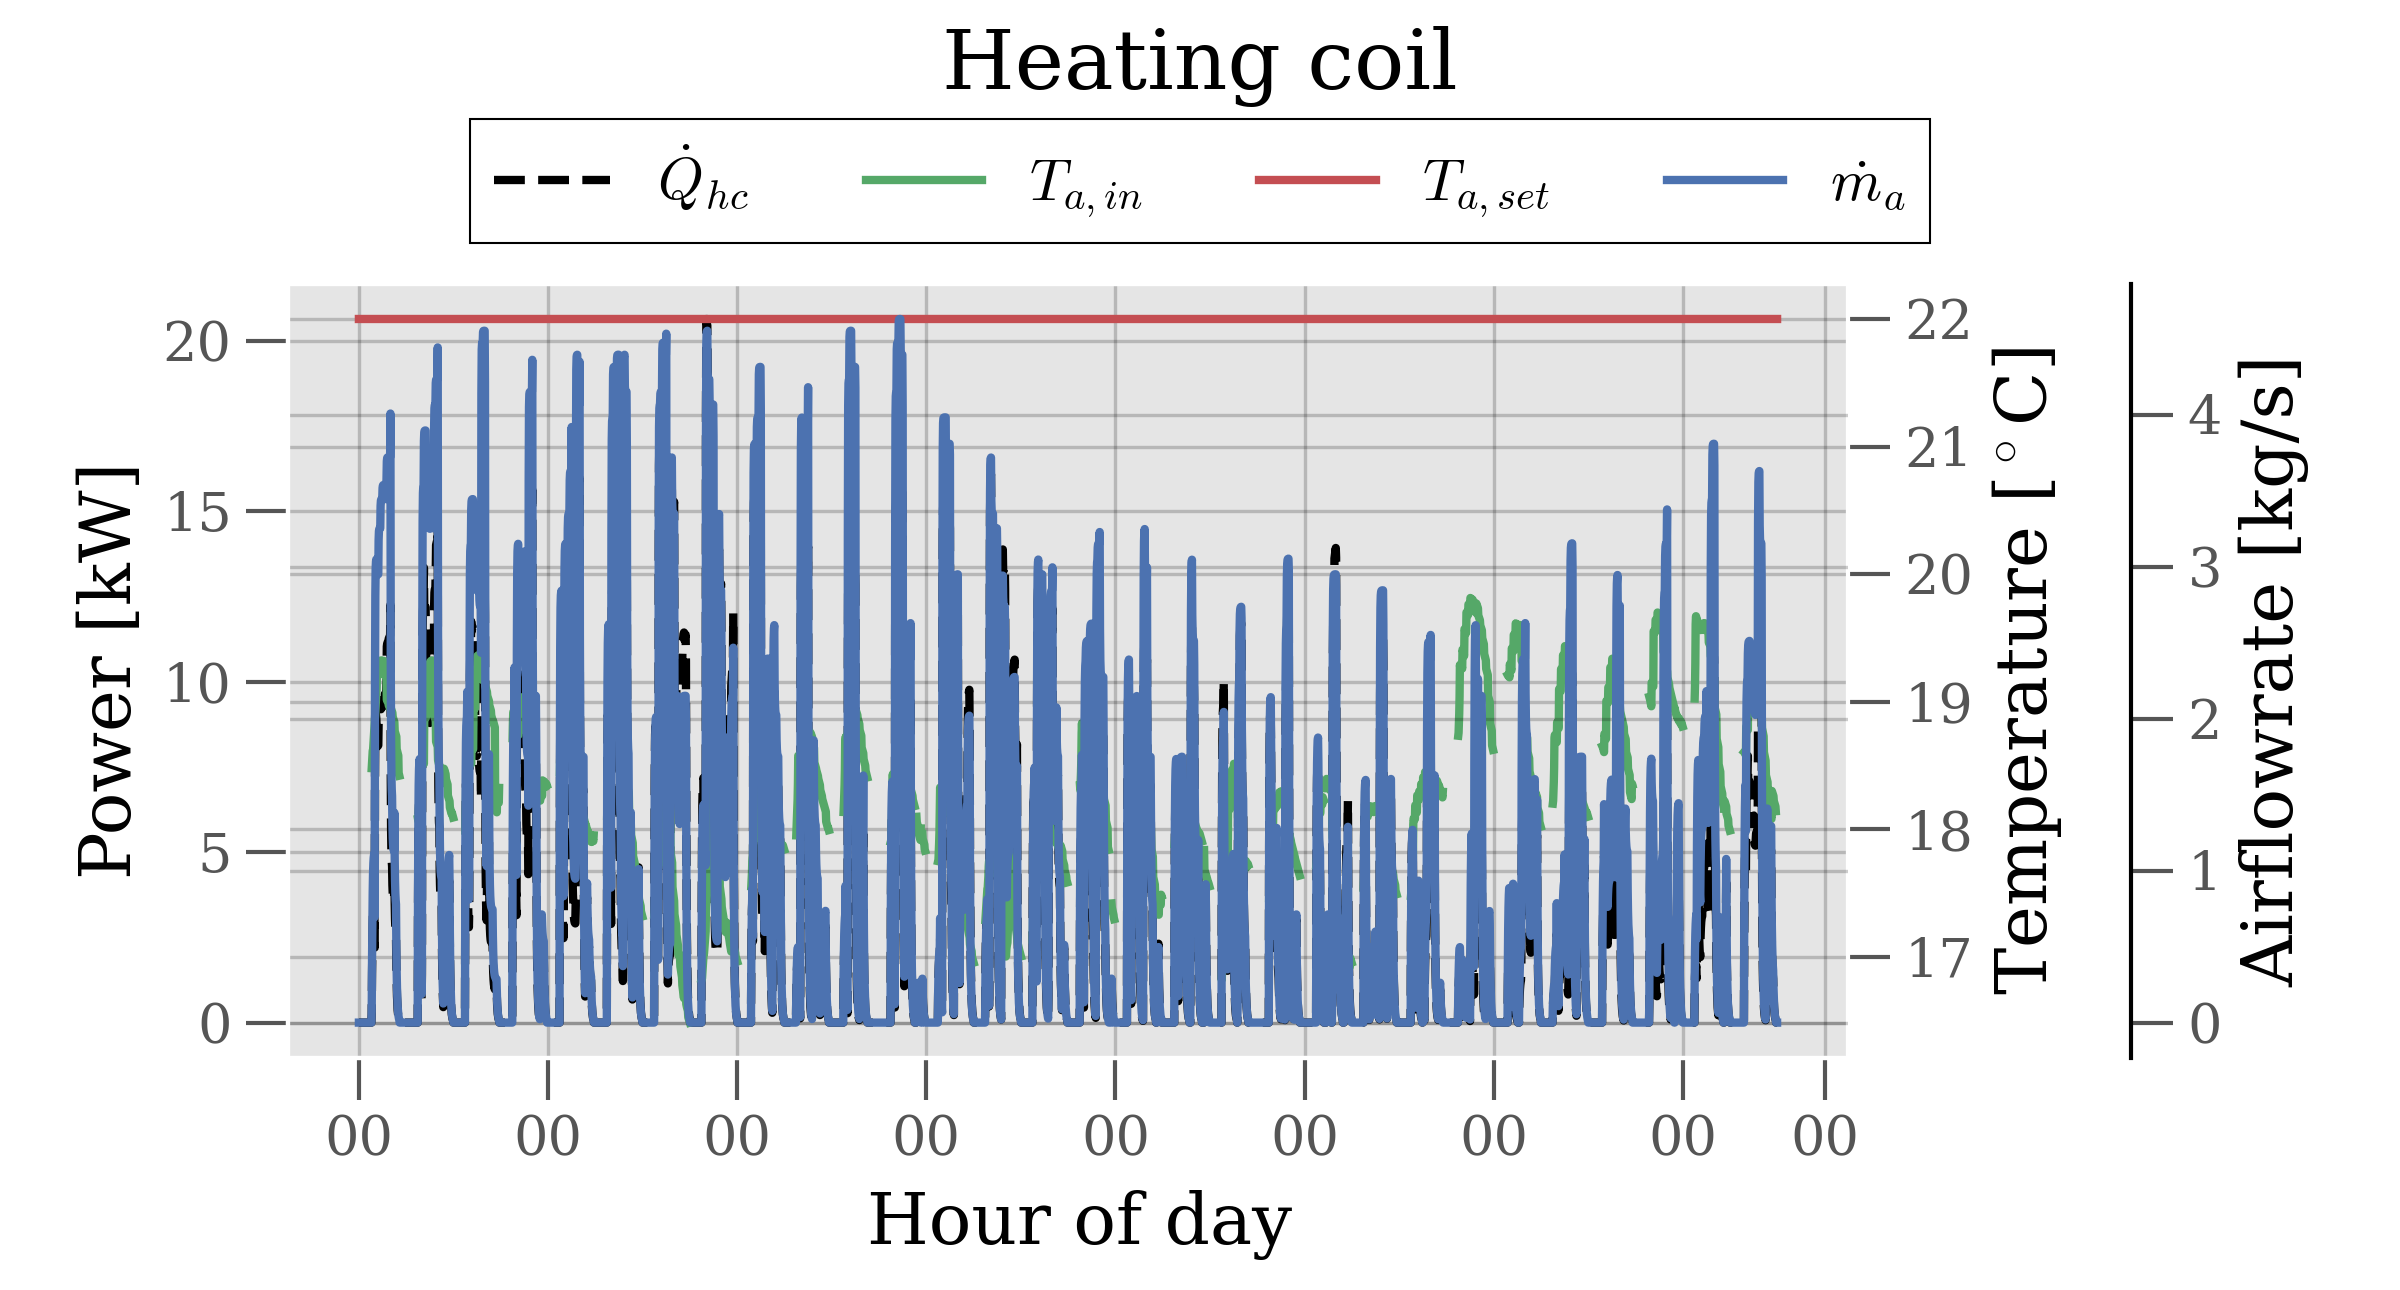 Heating coil
Q̇hc Ta, in Ta, set ṁa
Power [kW]
20
15
10
5
0
22
21
20
19
18
17
Temperature [°C]
4
3
2
1
0
Airflowrate [kg/s]
00 00 00 00 00 00 00 00 00
Hour of day